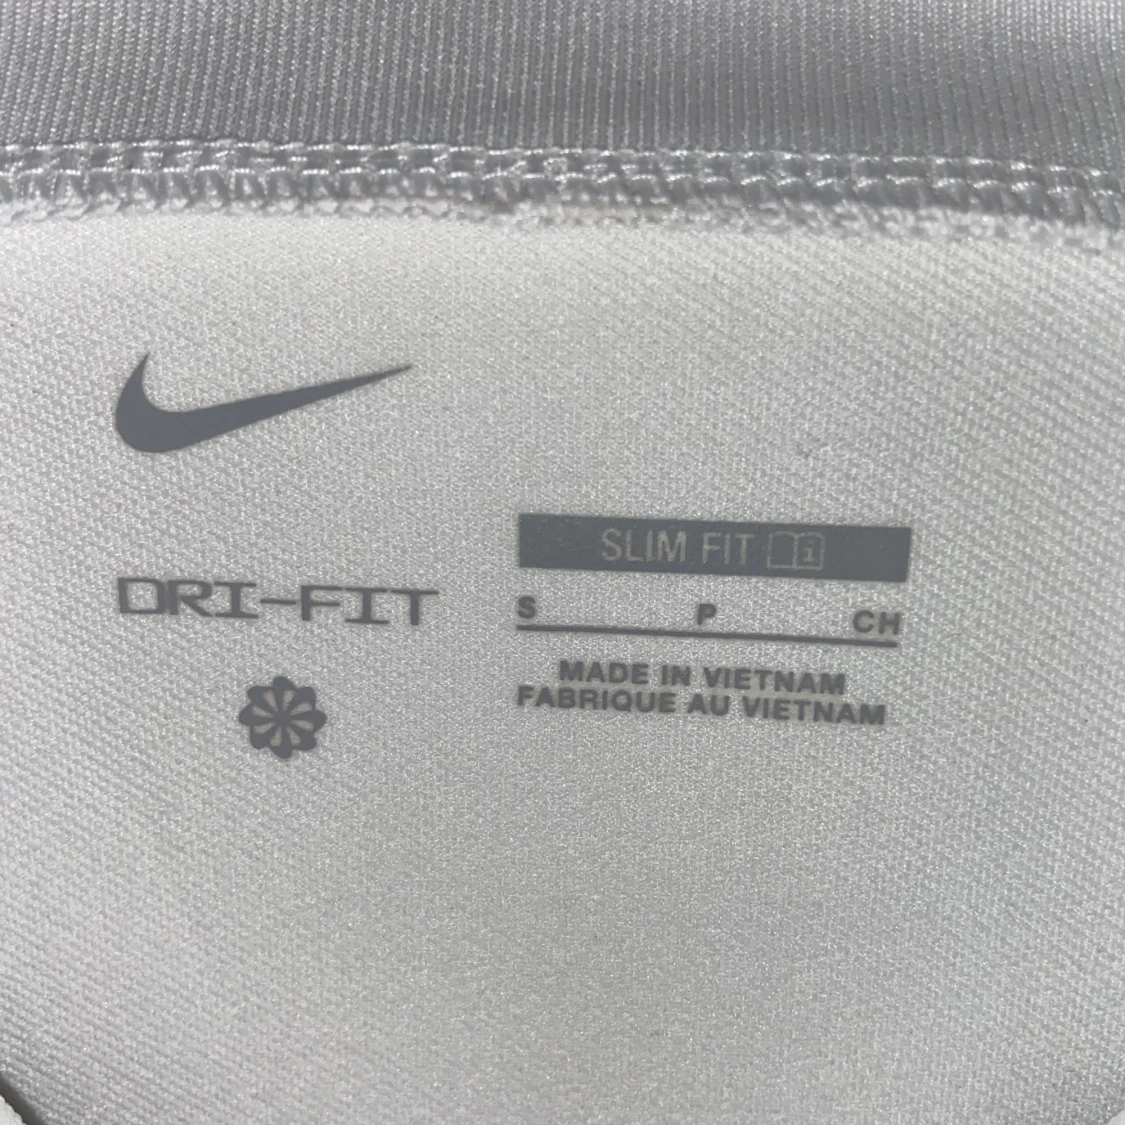 DRI-FIT
SLIM FIT
S P CH
MADE IN VIETNAM
FABRIQUE AU VIETNAM